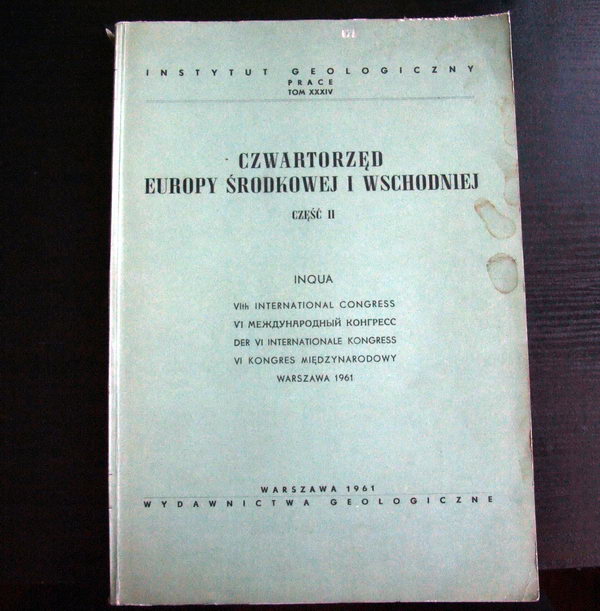 INSTYTUT GEOLOGICZNY
PRACE
TOM XXXIV
CZWARTORZĘD
EUROPY ŚRODKOWEJ I WSCHODNIEJ
CZĘŚĆ II
INQUA
VIth INTERNATIONAL CONGRESS
VI МЕЖДУНАРОДНЫЙ КОНГРЕСС
DER VI INTERNATIONALE KONGRESS
VI KONGRES MIĘDZYNARODOWY
WARSZAWA 1961
WARSZAWA 1961
WYDAWNICTWA GEOLOGICZNE